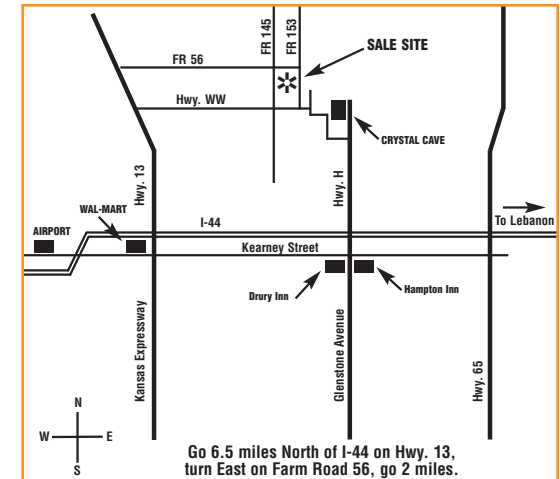 FR 145
FR 153
SALE SITE
FR 56
Hwy. WW
CRYSTAL CAVE
Hwy. 13
Hwy. H
WAL-MART
To Lebanon
I-44
AIRPORT
Kearney Street
Drury Inn
Hampton Inn
Kansas Expressway
Glenstone Avenue
Hwy. 65
N
W
E
S
Go 6.5 miles North of I-44 on Hwy. 13,
turn East on Farm Road 56, go 2 miles.